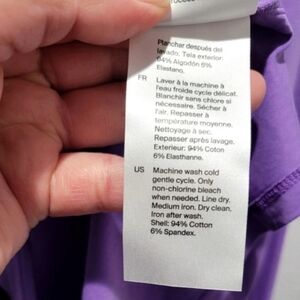 Planchar después del
lavado. Tela exterior:
94% Algodón 6%
Elastano.
FR Laver à la machine à
l'eau froide cycle délicat.
Blanchir sans chlore si
nécessaire. Sécher à
l'air. Repasser à
température moyenne.
Nettoyage à sec.
Repasser après lavage.
Exterieur: 94% Coton
6% Elasthanne.
US Machine wash cold
gentle cycle. Only
non-chlorine bleach
when needed. Line dry.
Medium iron. Dry clean.
Iron after wash.
Shell: 94% Cotton
6% Spandex.